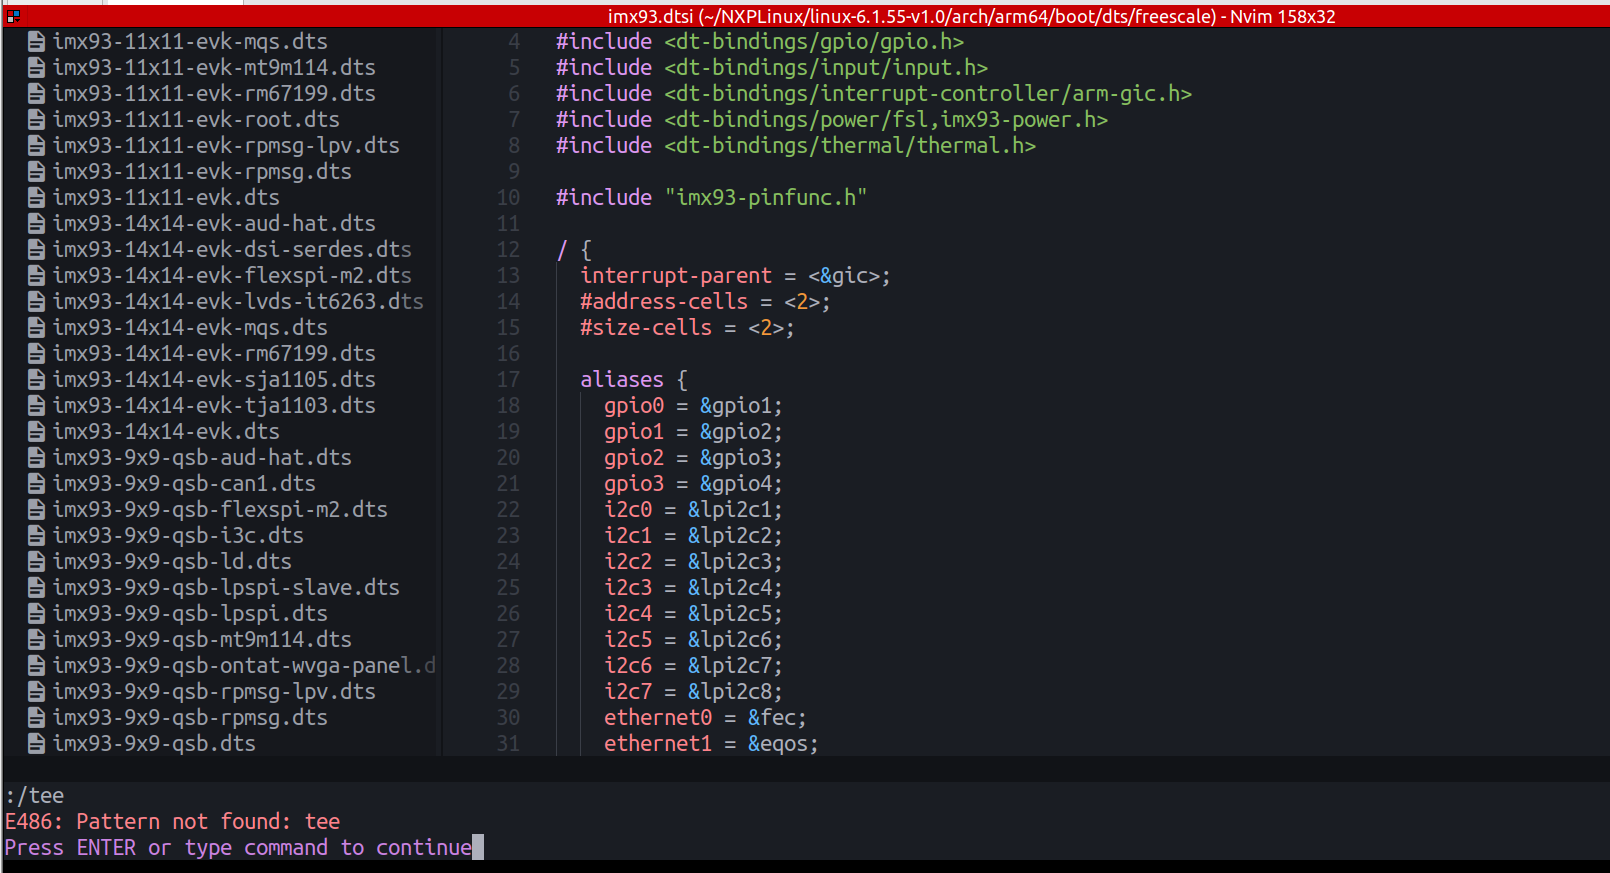 imx93.dtsi (~/NXPLinux/linux-6.1.55-v1.0/arch/arm64/boot/dts/freescale) - Nvim 158x32
imx93-11x11-evk-mqs.dts
imx93-11x11-evk-mt9m114.dts
imx93-11x11-evk-rm67199.dts
imx93-11x11-evk-root.dts
imx93-11x11-evk-rpmsg-lpv.dts
imx93-11x11-evk-rpmsg.dts
imx93-11x11-evk.dts
imx93-14x14-evk-aud-hat.dts
imx93-14x14-evk-dsi-serdes.dts
imx93-14x14-evk-flexspi-m2.dts
imx93-14x14-evk-lvds-it6263.dts
imx93-14x14-evk-mqs.dts
imx93-14x14-evk-rm67199.dts
imx93-14x14-evk-sja1105.dts
imx93-14x14-evk-tja1103.dts
imx93-14x14-evk.dts
imx93-9x9-qsb-aud-hat.dts
imx93-9x9-qsb-can1.dts
imx93-9x9-qsb-flexspi-m2.dts
imx93-9x9-qsb-i3c.dts
imx93-9x9-qsb-ld.dts
imx93-9x9-qsb-lpspi-slave.dts
imx93-9x9-qsb-lpspi.dts
imx93-9x9-qsb-mt9m114.dts
imx93-9x9-qsb-ontat-wvga-panel.d
imx93-9x9-qsb-rpmsg-lpv.dts
imx93-9x9-qsb-rpmsg.dts
imx93-9x9-qsb.dts
4 #include <dt-bindings/gpio/gpio.h>
5 #include <dt-bindings/input/input.h>
6 #include <dt-bindings/interrupt-controller/arm-gic.h>
7 #include <dt-bindings/power/fsl,imx93-power.h>
8 #include <dt-bindings/thermal/thermal.h>
9
10 #include "imx93-pinfunc.h"
11
12 / {
13 interrupt-parent = <&gic>;
14 #address-cells = <2>;
15 #size-cells = <2>;
16
17 aliases {
18 gpio0 = &gpio1;
19 gpio1 = &gpio2;
20 gpio2 = &gpio3;
21 gpio3 = &gpio4;
22 i2c0 = &lpi2c1;
23 i2c1 = &lpi2c2;
24 i2c2 = &lpi2c3;
25 i2c3 = &lpi2c4;
26 i2c4 = &lpi2c5;
27 i2c5 = &lpi2c6;
28 i2c6 = &lpi2c7;
29 i2c7 = &lpi2c8;
30 ethernet0 = &fec;
31 ethernet1 = &eqos;
:/tee
E486: Pattern not found: tee
Press ENTER or type command to continue